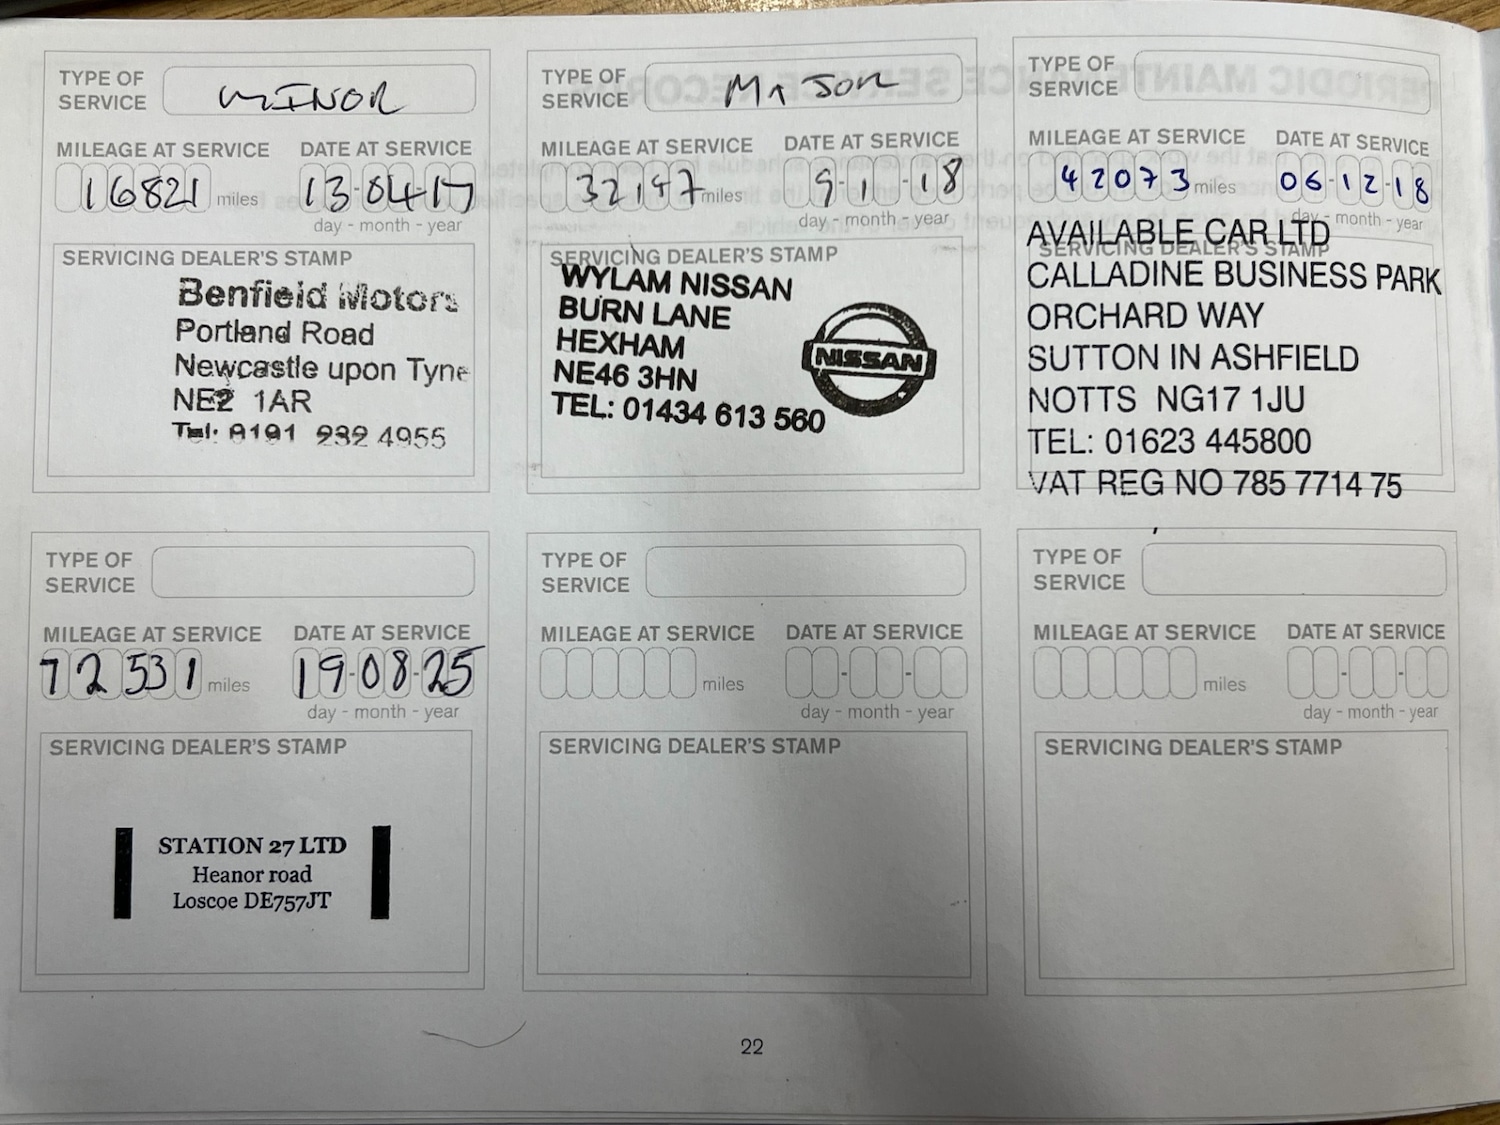 TYPE OF
SERVICE
MINOR
MILEAGE AT SERVICE
DATE AT SERVICE
16821 miles
13-04-17
day - month - year
SERVICING DEALER'S STAMP
Benfield Motors
Portland Road
Newcastle upon Tyne
NE2 1AR
Tel: 0191 232 4955
TYPE OF
SERVICE
MAJOR
MILEAGE AT SERVICE
DATE AT SERVICE
32197 miles
9-1-18
day - month - year
SERVICING DEALER'S STAMP
WYLAM NISSAN
BURN LANE
HEXHAM
NE46 3HN
TEL: 01434 613 560
NISSAN
TYPE OF
SERVICE
MILEAGE AT SERVICE
DATE AT SERVICE
42073 miles
06-12-18
day - month - year
SERVICING DEALER'S STAMP
AVAILABLE CAR LTD
CALLADINE BUSINESS PARK
ORCHARD WAY
SUTTON IN ASHFIELD
NOTTS NG17 1JU
TEL: 01623 445800
VAT REG NO 785 7714 75
TYPE OF
SERVICE
MILEAGE AT SERVICE
DATE AT SERVICE
72531 miles
19-08-25
day - month - year
SERVICING DEALER'S STAMP
STATION 27 LTD
Heanor road
Loscoe DE757JT
TYPE OF
SERVICE
MILEAGE AT SERVICE
DATE AT SERVICE
miles
day - month - year
SERVICING DEALER'S STAMP
TYPE OF
SERVICE
MILEAGE AT SERVICE
DATE AT SERVICE
miles
day - month - year
SERVICING DEALER'S STAMP
22